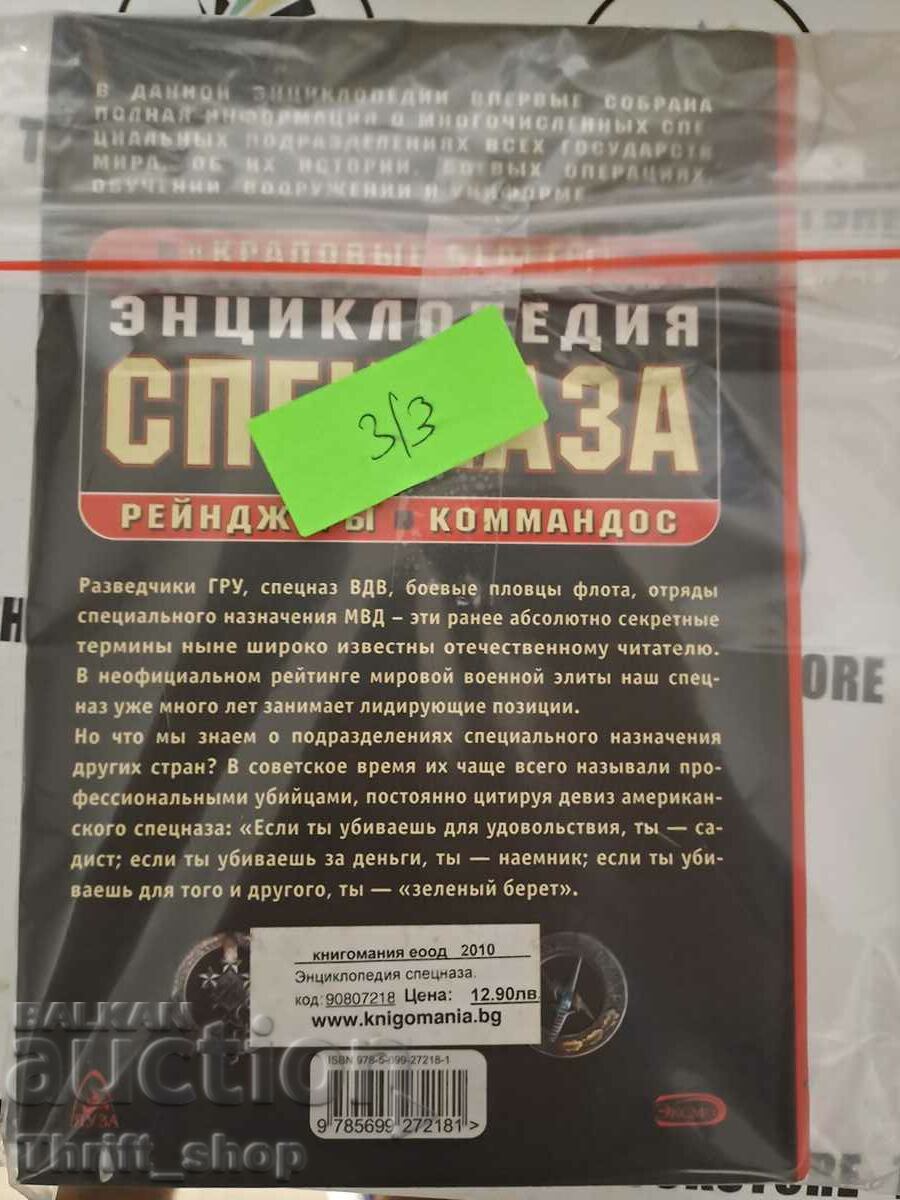 В ДАННОЙ ЭНЦИКЛОПЕДИИ ВПЕРВЫЕ СОБРАНА
ПОЛНАЯ ИНФОРМАЦИЯ О МНОГОЧИСЛЕННЫХ СПЕ
ЦИАЛЬНЫХ ПОДРАЗДЕЛЕНИЯХ ВСЕХ ГОСУДАРСТВ
МИРА, ОБ ИХ ИСТОРИИ, БОЕВЫХ ОПЕРАЦИЯХ,
ОБУЧЕНИИ, ВООРУЖЕНИИ И УНИФОРМЕ.
«КРАПОВЫЕ
ЭНЦИКЛОПЕДИЯ
3/3
КОММАНДОС
Разведчики ГРУ, спецназ ВДВ, боевые пловцы флота, отряды
специального назначения МВД – эти ранее абсолютно секретные
термины ныне широко известны отечественному читателю.
В неофициальном рейтинге мировой военной элиты наш спец-
наз уже много лет занимает лидирующие позиции.
Но что мы знаем о подразделениях специального назначения
других стран? В советское время их чаще всего называли про-
фессиональными убийцами, постоянно цитируя девиз американ-
ского спецназа: «Если ты убиваешь для удовольствия, ты — са-
дист; если ты убиваешь за деньги, ты — наемник; если ты уби-
ваешь для того и другого, ты — «зеленый берет».
книгомания еоод 2010
Энциклопедия спецназа.
код: 90807218 Цена: 12.90лв.
www.knigomania.bg
ISBN 978-5-699-27218-1
9 785699 272181 >
ЯУЗА
ЭКСМО
BALKAN
auction
Thrift_shop
ORE